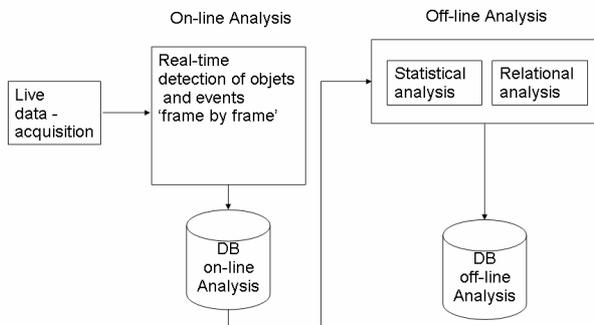 On-line Analysis
Off-line Analysis
Live
data -
acquisition
Real-time
detection of objets
and events
‘frame by frame’
Statistical
analysis
Relational
analysis
DB
on-line
Analysis
DB
off-line
Analysis